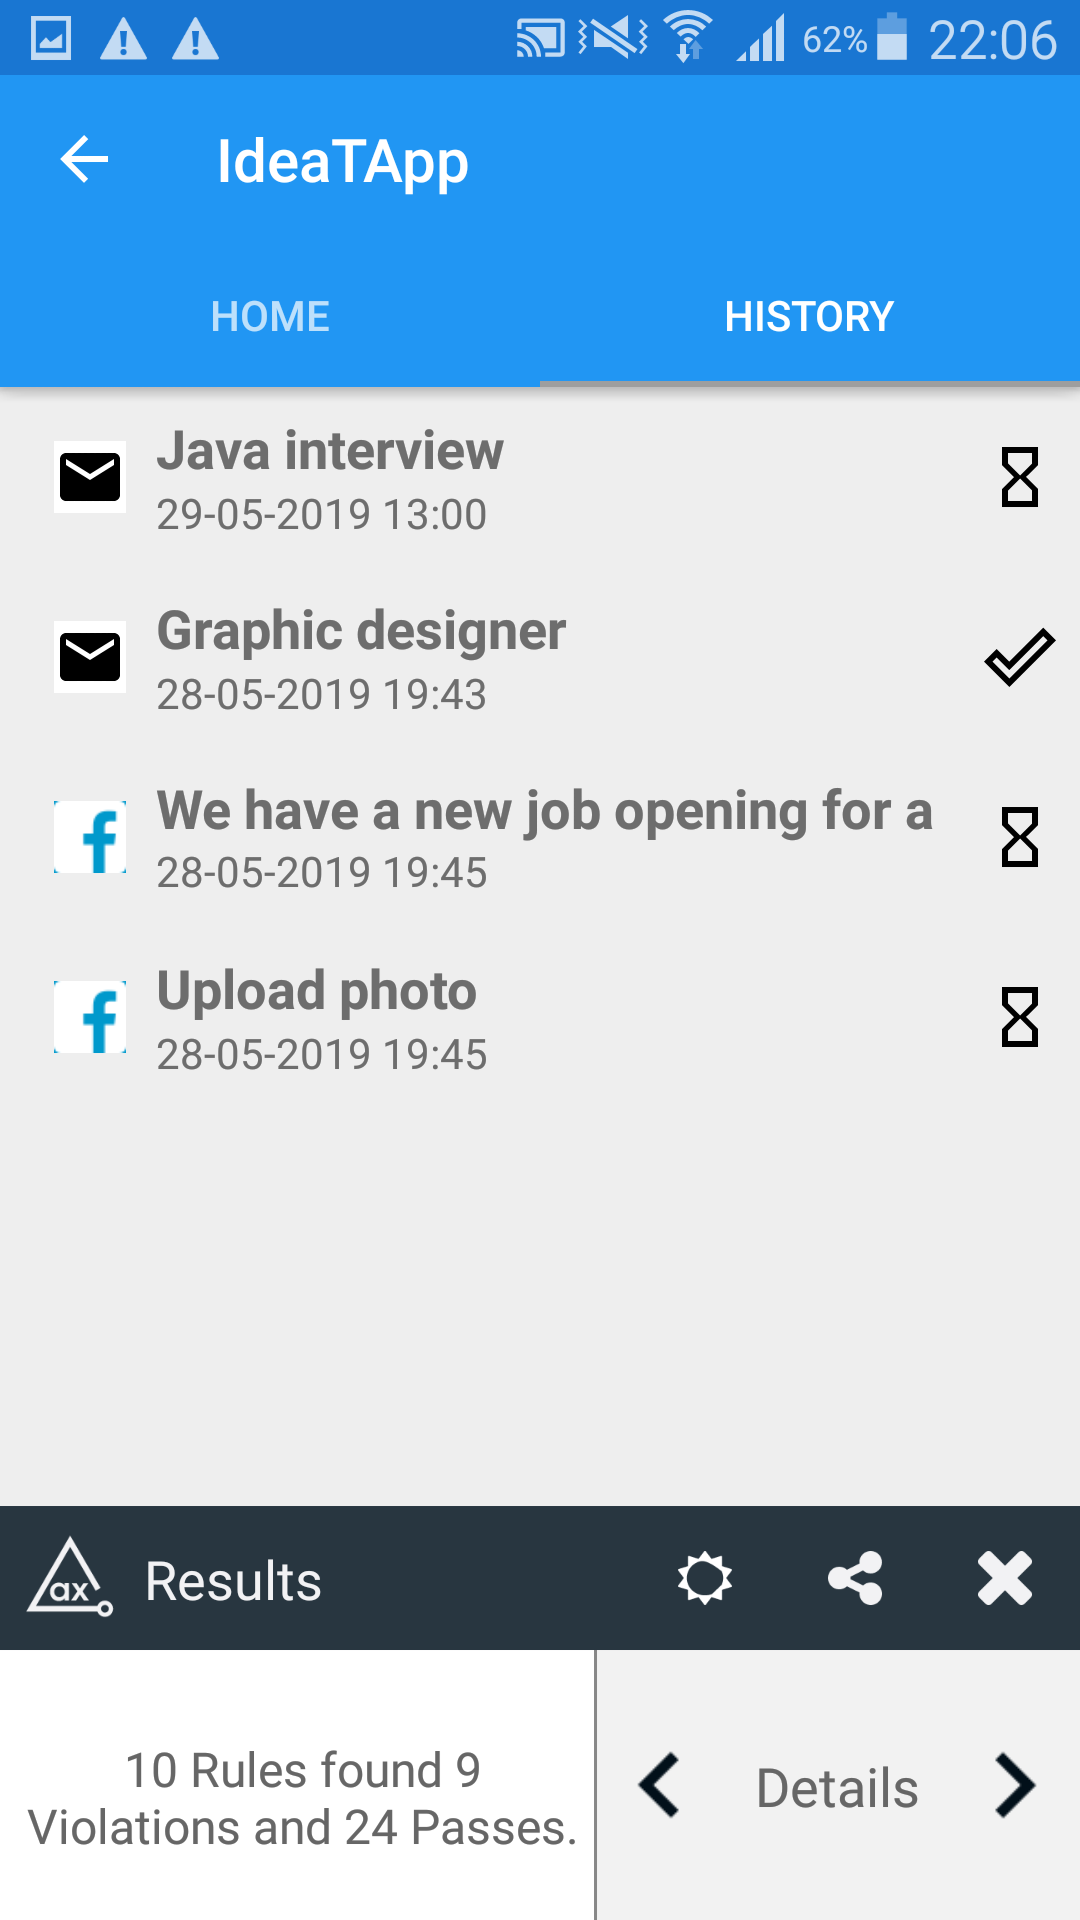 62% 22:06
IdeaTApp
HOME HISTORY
Java interview
29-05-2019 13:00
Graphic designer
28-05-2019 19:43
We have a new job opening for a
28-05-2019 19:45
Upload photo
28-05-2019 19:45
ax Results
10 Rules found 9
Violations and 24 Passes.
Details